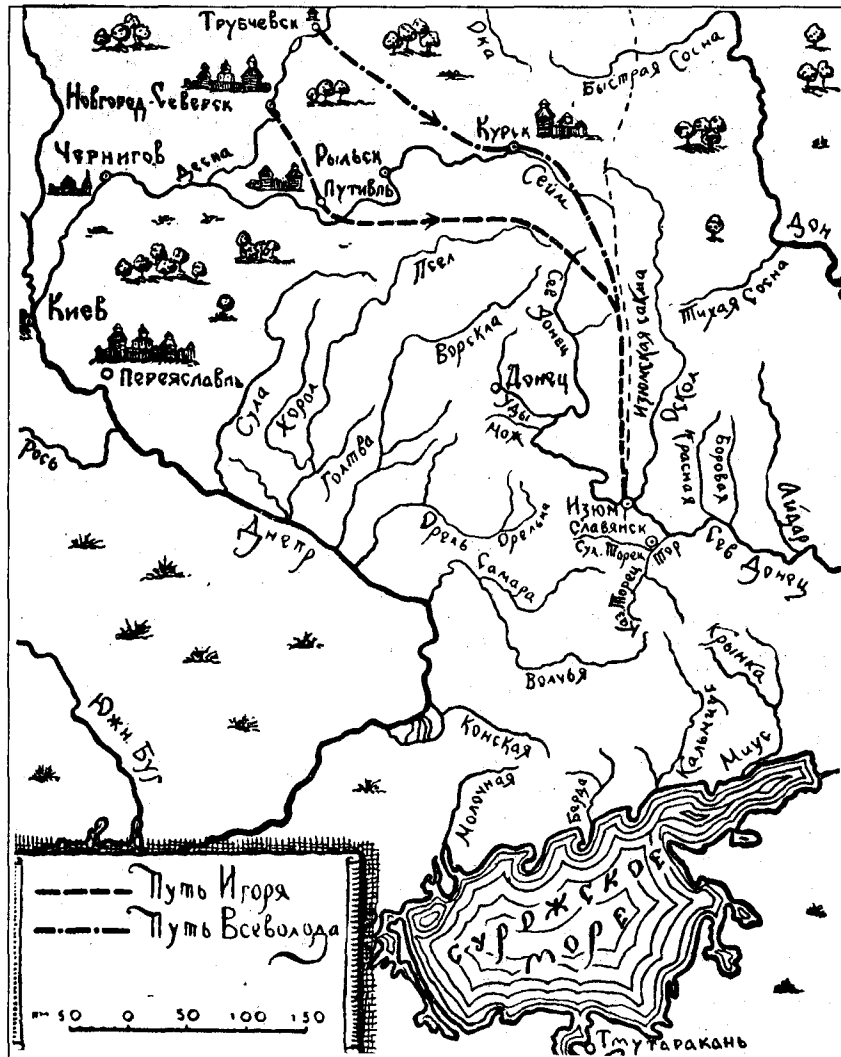 Трубчевск
Ока
Быстрая Сосна
Новгород-Северск
Курск
Чернигов
Десна
Рыльск
Путивль
Сейм
Дон
Псел
Сев
Донец
Тихая Сосна
Киев
Ворскла
Изюмская сакма
Переяславль
Донец
Оскол
Сула
Хорол
Уды
Мож
Красная
Боровая
Рось
Голтва
Айдар
Изюм
Днепр
Орель
Орелька
Славянск
Сух. Торец
Тор
Сев Донец
Самара
Каз. Торец
Волчья
Крынка
Южн. Буг
Конская
Кальмиус
Миус
Молочная
Берда
Сурожское
море
Путь Игоря
Путь Всеволода
км 50 0 50 100 150
Тмутаракань